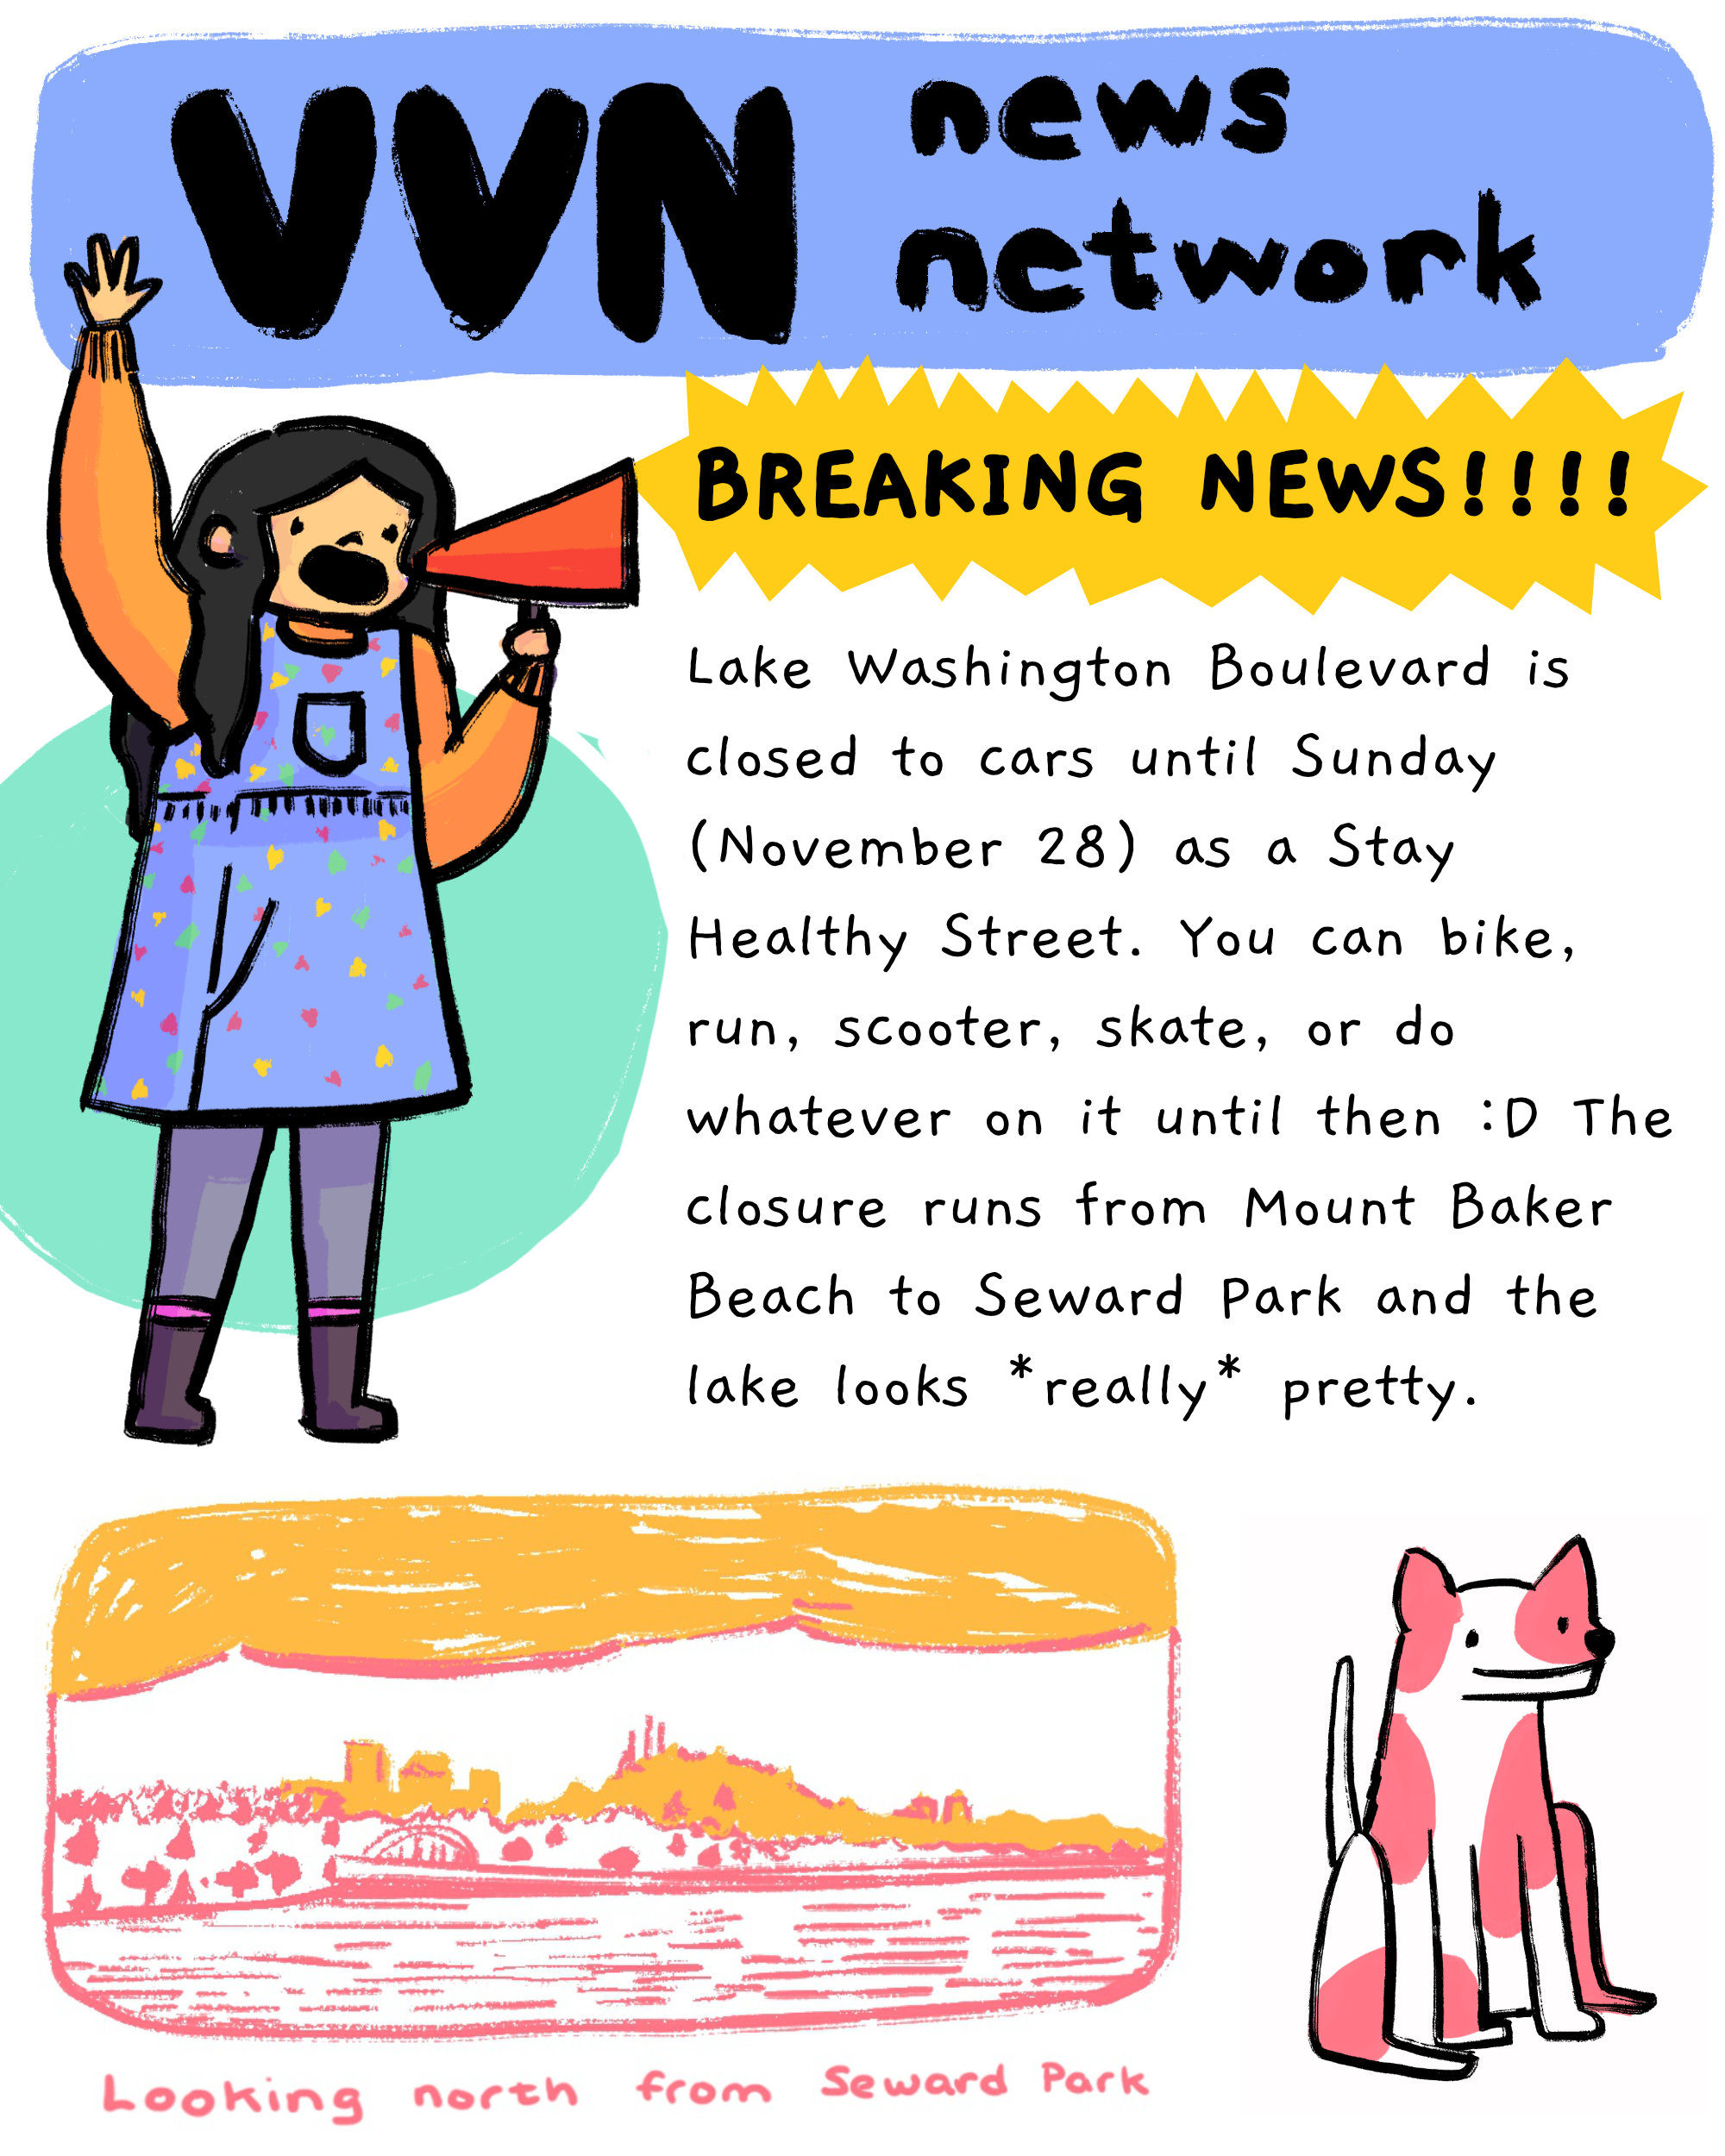 VVN
news
network
BREAKING NEWS!!!!
Lake Washington Boulevard is
closed to cars until Sunday
(November 28) as a Stay
Healthy Street. You can bike,
run, scooter, skate, or do
whatever on it until then :D The
closure runs from Mount Baker
Beach to Seward Park and the
lake looks *really* pretty.
Looking north from Seward Park